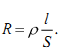 R = ρ l/S.